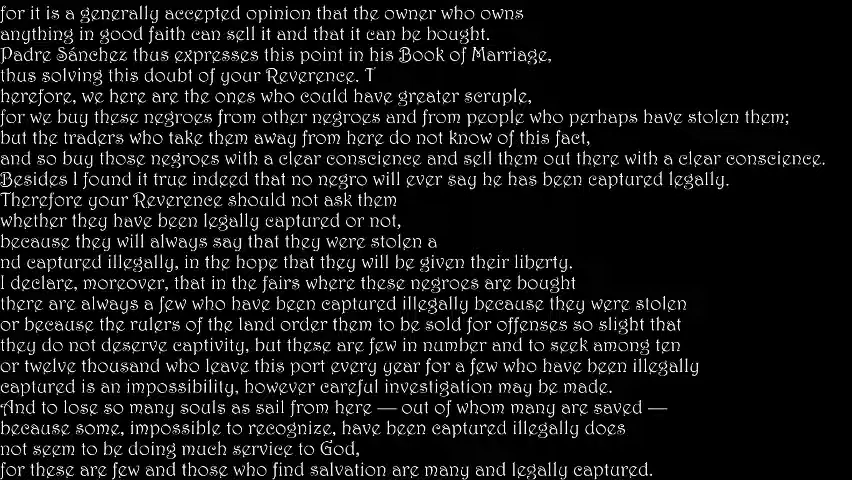 for it is a generally accepted opinion that the owner who owns
anything in good faith can sell it and that it can be bought.
Padre Sánchez thus expresses this point in his Book of Marriage,
thus solving this doubt of your Reverence. T
herefore, we here are the ones who could have greater scruple,
for we buy these negroes from other negroes and from people who perhaps have stolen them;
but the traders who take them away from here do not know of this fact,
and so buy those negroes with a clear conscience and sell them out there with a clear conscience.
Besides I found it true indeed that no negro will ever say he has been captured legally.
Therefore your Reverence should not ask them
whether they have been legally captured or not,
because they will always say that they were stolen a
nd captured illegally, in the hope that they will be given their liberty.
I declare, moreover, that in the fairs where these negroes are bought
there are always a few who have been captured illegally because they were stolen
or because the rulers of the land order them to be sold for offenses so slight that
they do not deserve captivity, but these are few in number and to seek among ten
or twelve thousand who leave this port every year for a few who have been illegally
captured is an impossibility, however careful investigation may be made.
And to lose so many souls as sail from here — out of whom many are saved —
because some, impossible to recognize, have been captured illegally does
not seem to be doing much service to God,
for these are few and those who find salvation are many and legally captured.